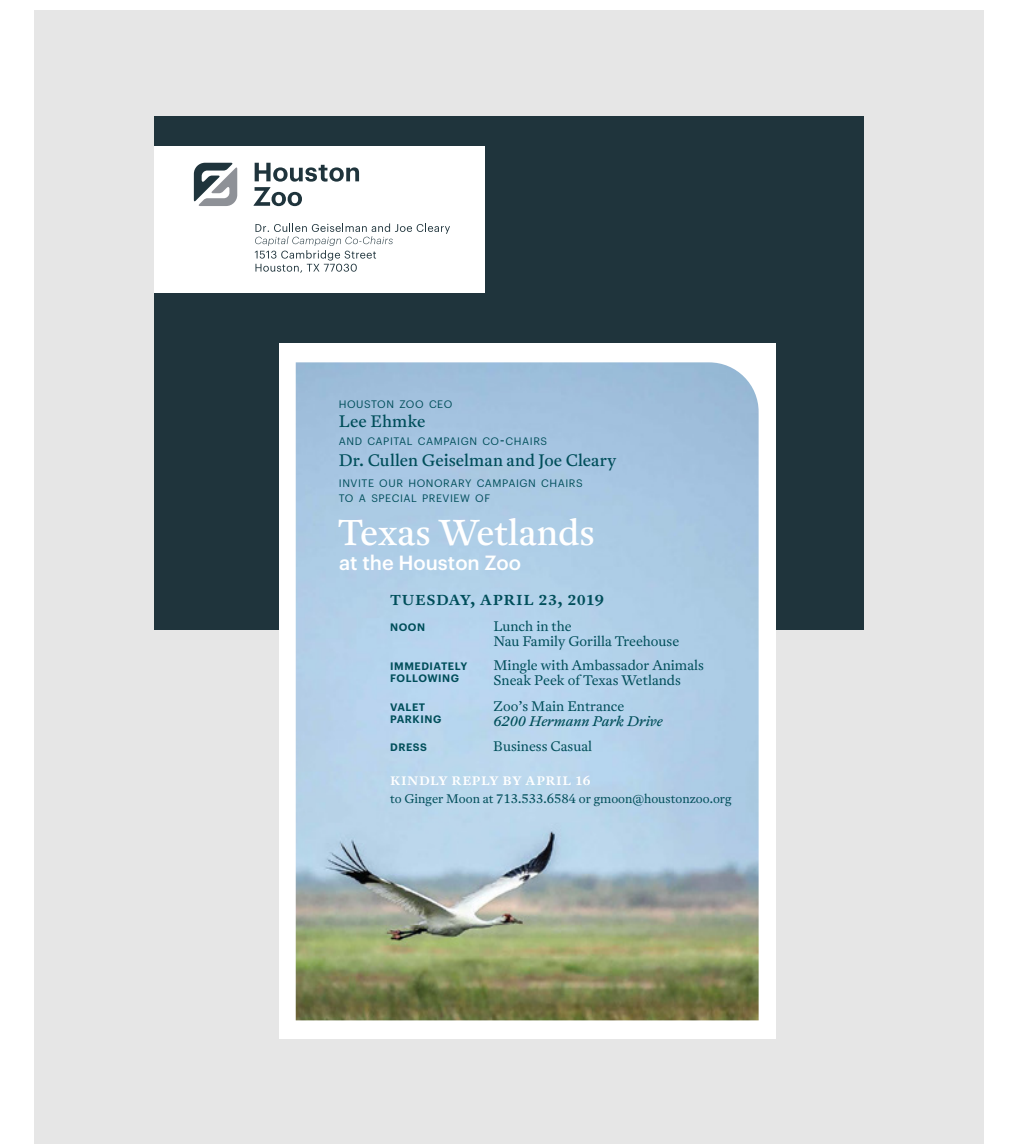 Houston
Zoo
Dr. Cullen Geiselman and Joe Cleary
Capital Campaign Co-Chairs
1513 Cambridge Street
Houston, TX 77030
HOUSTON ZOO CEO
Lee Ehmke
AND CAPITAL CAMPAIGN CO-CHAIRS
Dr. Cullen Geiselman and Joe Cleary
INVITE OUR HONORARY CAMPAIGN CHAIRS
TO A SPECIAL PREVIEW OF
Texas Wetlands
at the Houston Zoo
TUESDAY, APRIL 23, 2019
NOON Lunch in the
Nau Family Gorilla Treehouse
IMMEDIATELY Mingle with Ambassador Animals
FOLLOWING Sneak Peek of Texas Wetlands
VALET Zoo’s Main Entrance
PARKING 6200 Hermann Park Drive
DRESS Business Casual
KINDLY REPLY BY APRIL 16
to Ginger Moon at 713.533.6584 or gmoon@houstonzoo.org